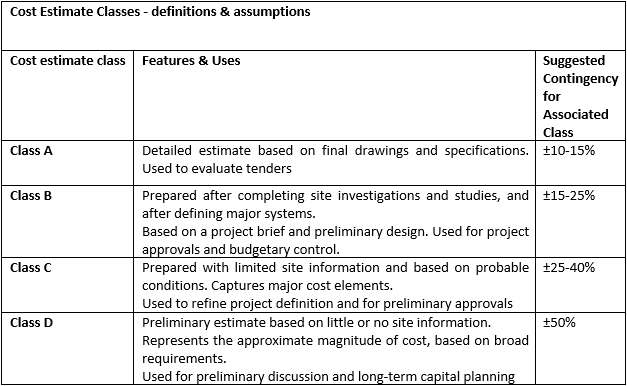 Cost Estimate Classes - definitions & assumptions
Cost estimate class
Features & Uses
Suggested
Contingency
for
Associated
Class
Class A
Detailed estimate based on final drawings and specifications.
Used to evaluate tenders
±10-15%
Class B
Prepared after completing site investigations and studies, and
after defining major systems.
Based on a project brief and preliminary design. Used for project
approvals and budgetary control.
±15-25%
Class C
Prepared with limited site information and based on probable
conditions. Captures major cost elements.
Used to refine project definition and for preliminary approvals
±25-40%
Class D
Preliminary estimate based on little or no site information.
Represents the approximate magnitude of cost, based on broad
requirements.
Used for preliminary discussion and long-term capital planning
±50%